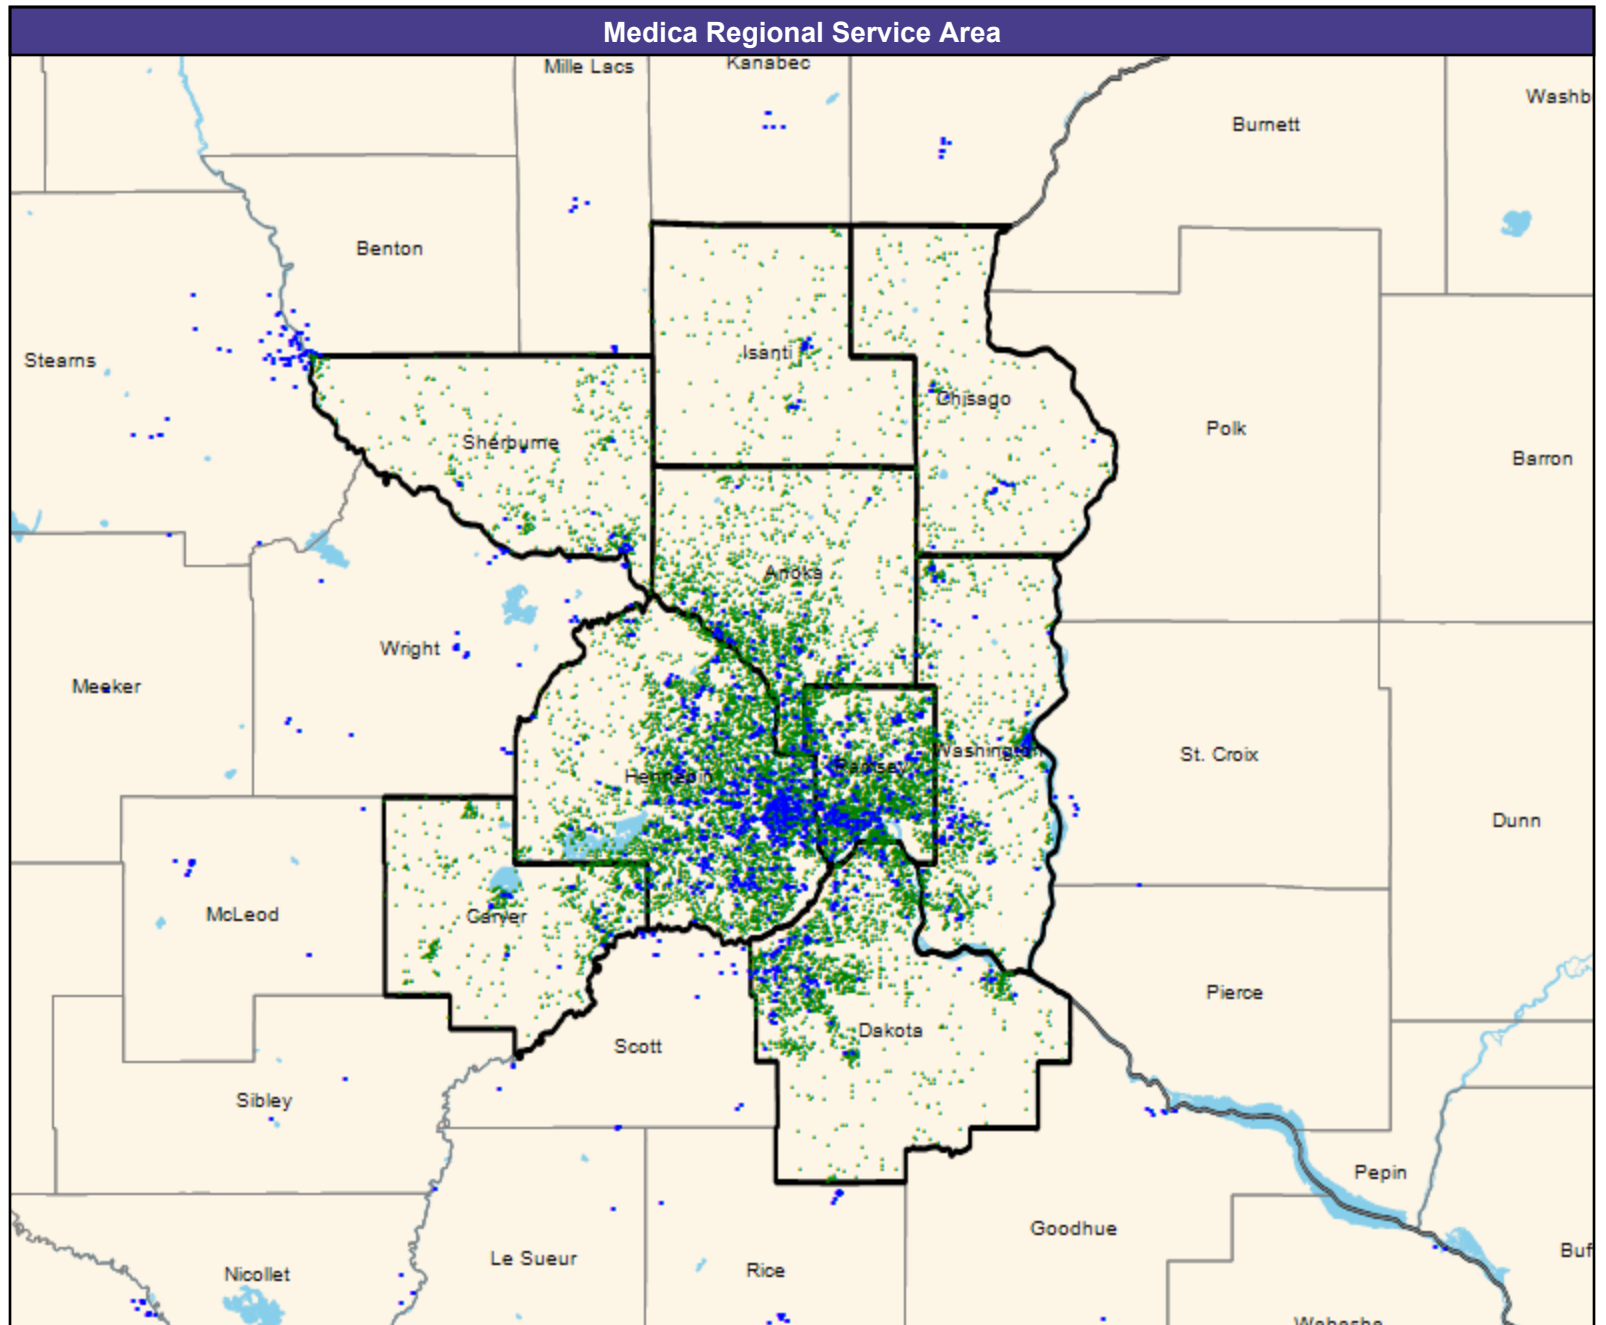 Medica Regional Service Area
Mille Lacs
Kanabec
Washb
Burnett
Benton
Stearns
Isanti
Chisago
Polk
Sherburne
Barron
Anoka
Wright
Meeker
Washington
St. Croix
Ramsey
Hennepin
Dunn
McLeod
Carver
Pierce
Dakota
Scott
Sibley
Pepin
Goodhue
Buf
Le Sueur
Rice
Nicollet
Wabasha